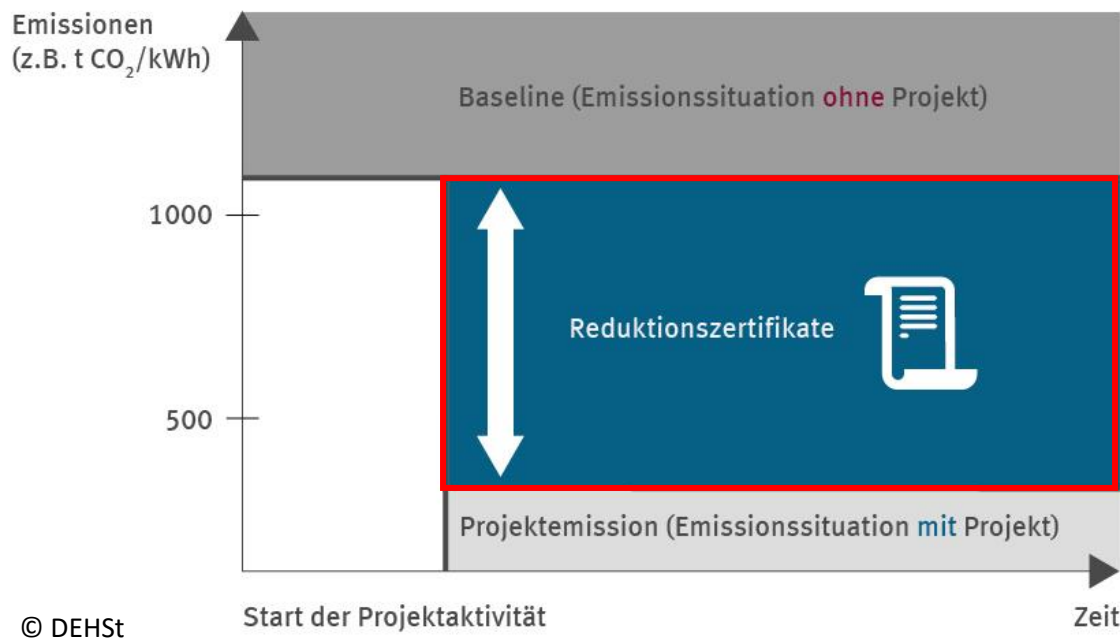 Emissionen
(z.B. t CO₂/kWh)
Baseline (Emissionssituation ohne Projekt)
1000
Reduktionszertifikate
500
Projektemission (Emissionssituation mit Projekt)
Start der Projektaktivität
Zeit
© DEHSt